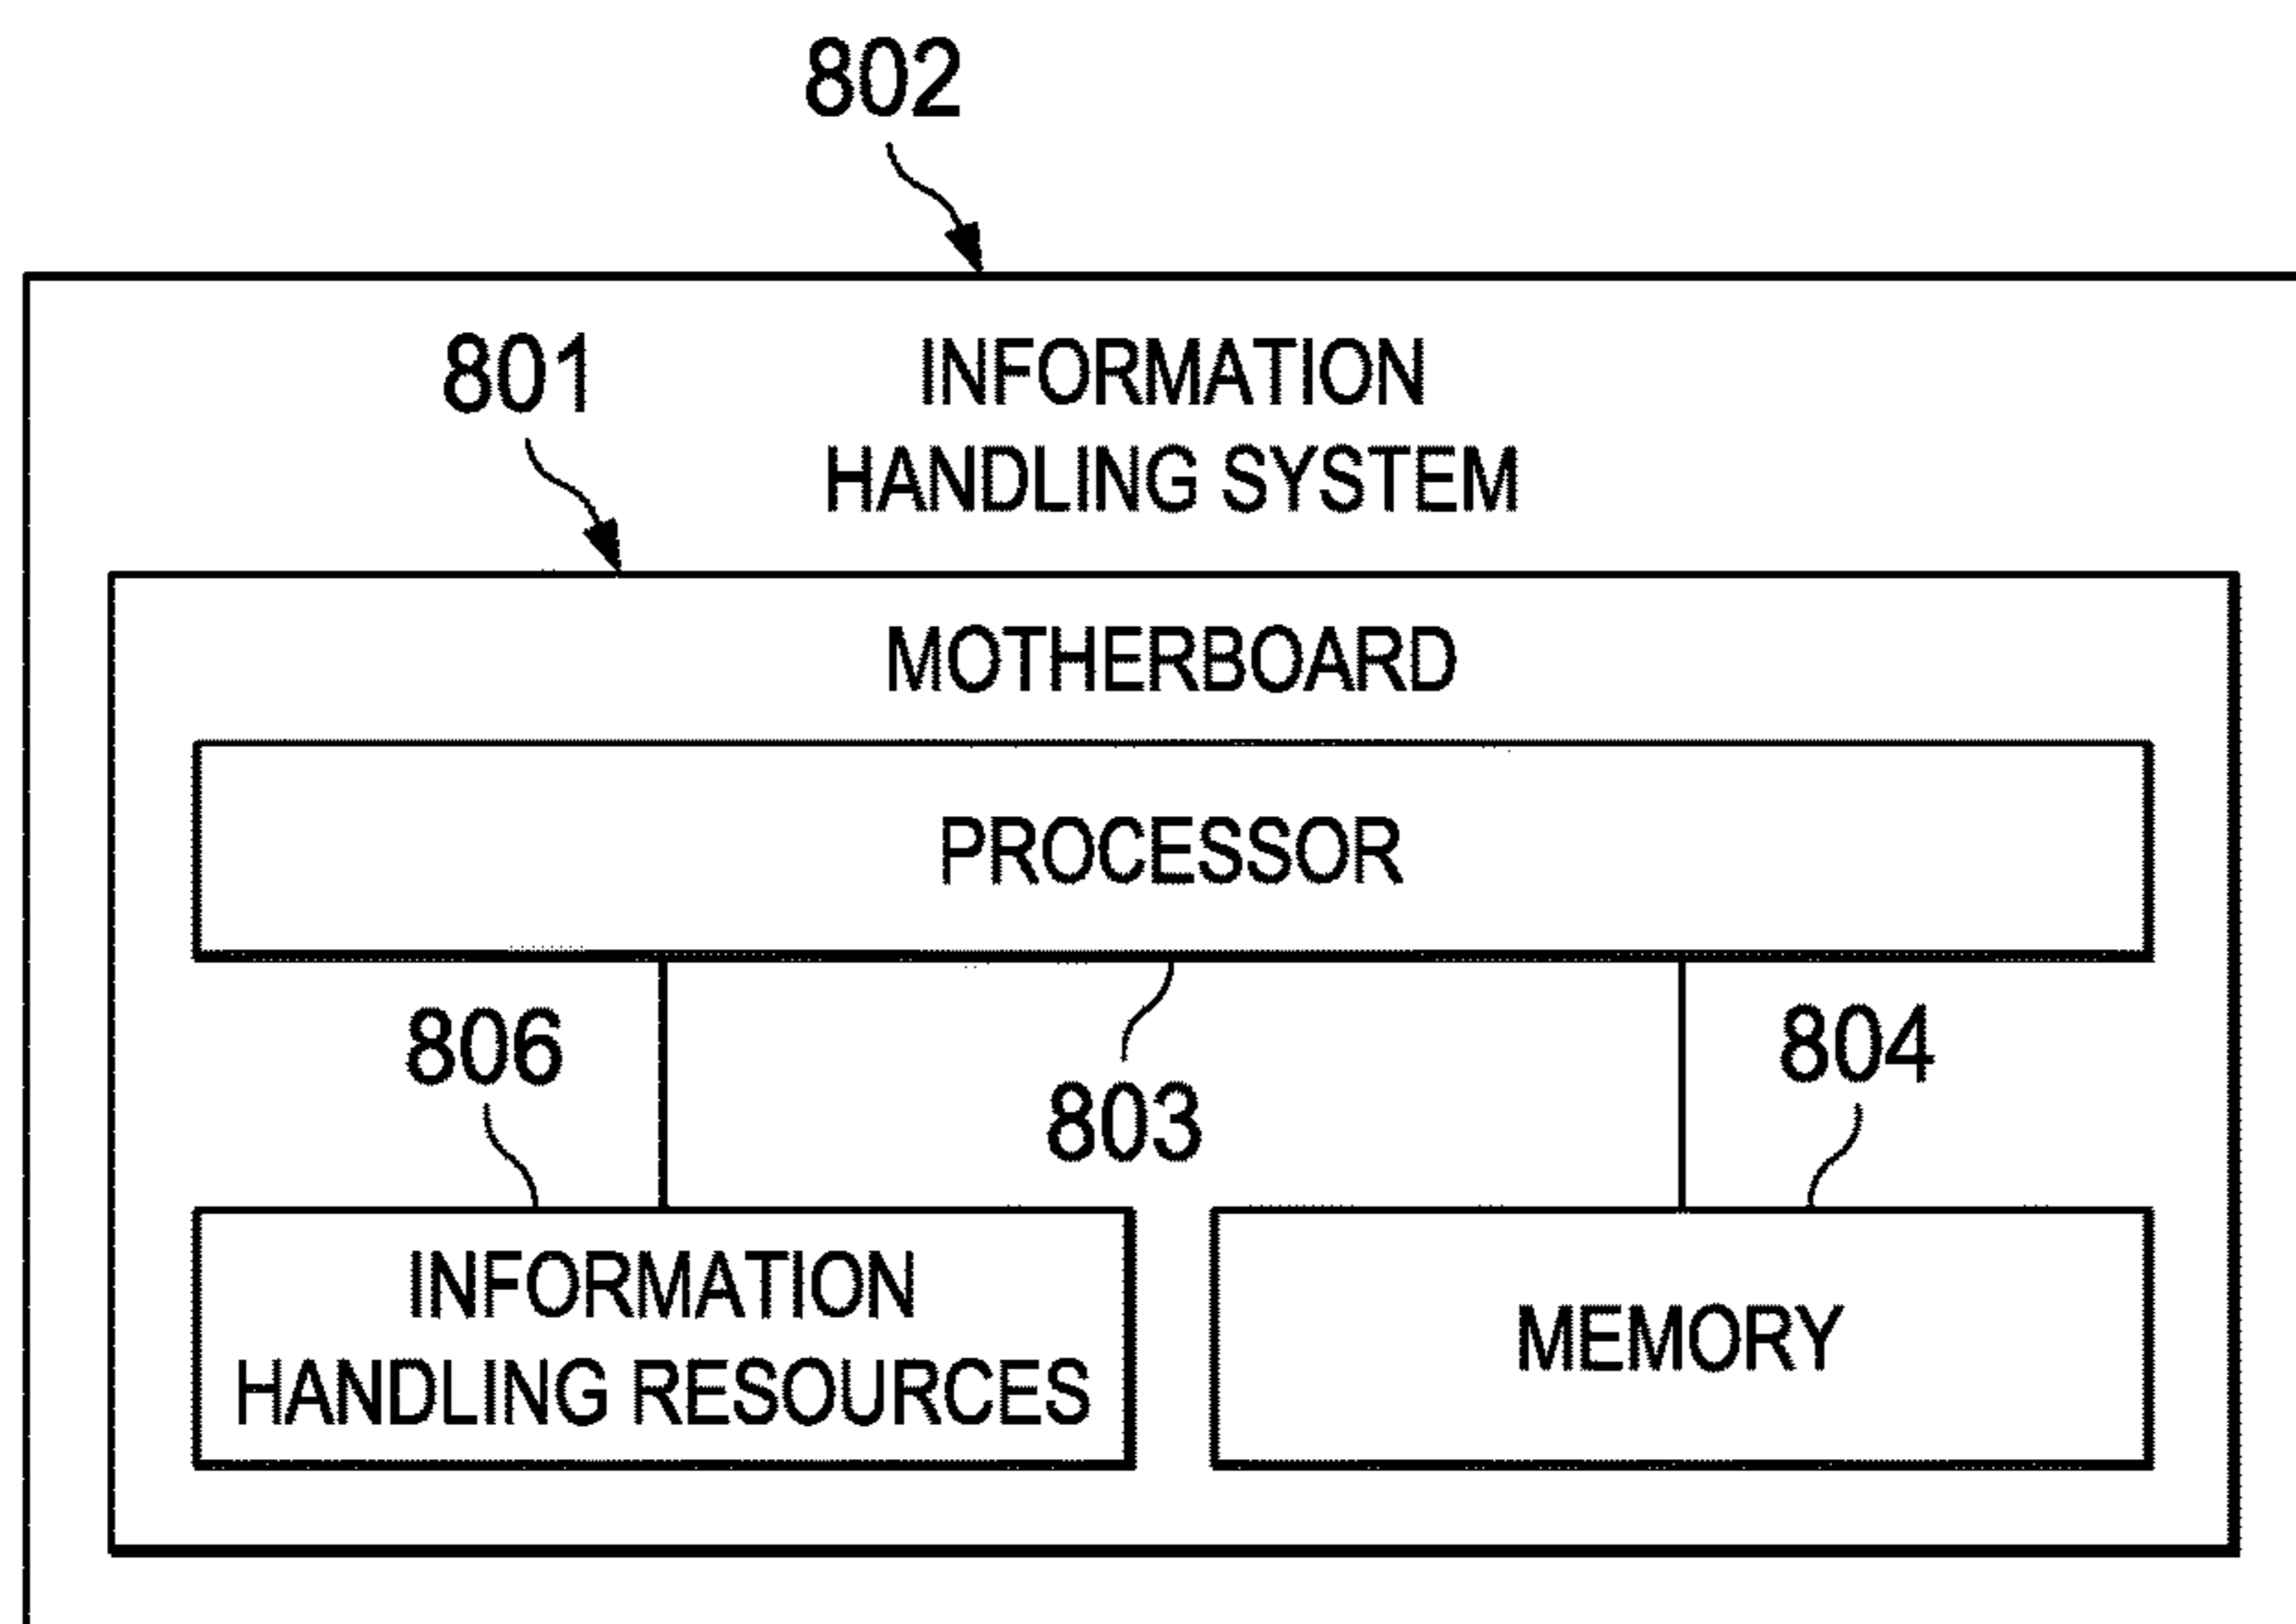 802
801
INFORMATION
HANDLING SYSTEM
MOTHERBOARD
PROCESSOR
806
803
804
INFORMATION
HANDLING RESOURCES
MEMORY